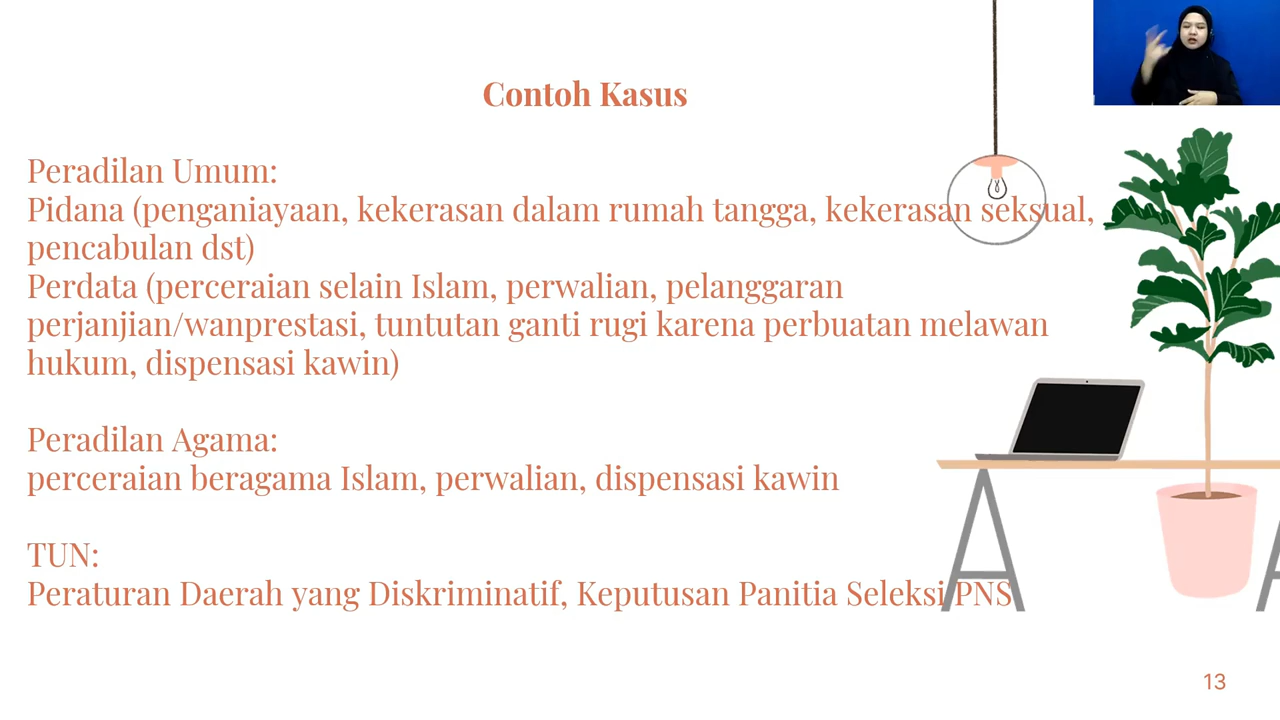 Contoh Kasus
Peradilan Umum:
Pidana (penganiayaan, kekerasan dalam rumah tangga, kekerasan seksual,
pencabulan dst)
Perdata (perceraian selain Islam, perwalian, pelanggaran
perjanjian/wanprestasi, tuntutan ganti rugi karena perbuatan melawan
hukum, dispensasi kawin)
Peradilan Agama:
perceraian beragama Islam, perwalian, dispensasi kawin
TUN:
Peraturan Daerah yang Diskriminatif, Keputusan Panitia Seleksi PNS
13